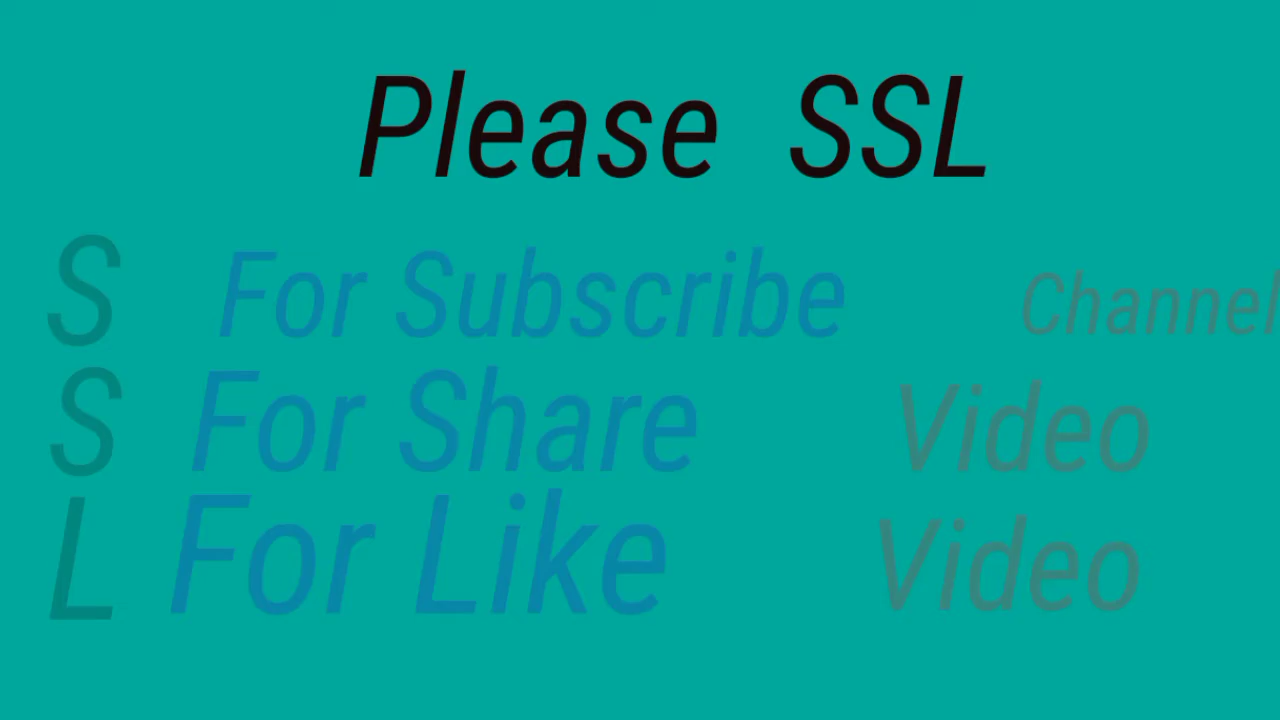 Please SSL
S For Subscribe Channel
S For Share Video
L For Like Video